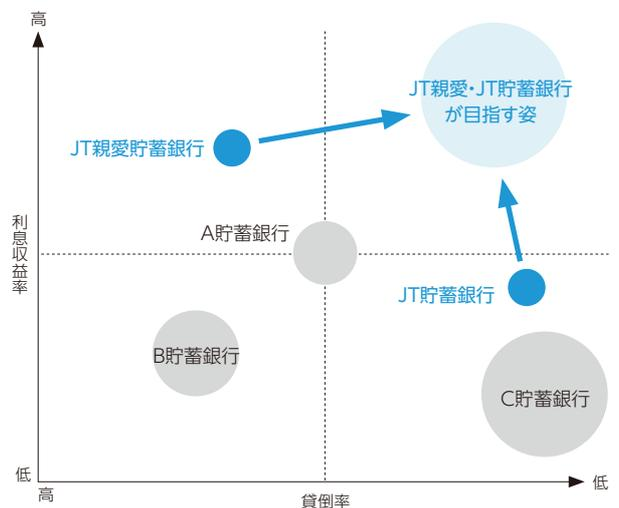 高
JT親愛・JT貯蓄銀行
が目指す姿
JT親愛貯蓄銀行
A貯蓄銀行
利息収益率
JT貯蓄銀行
B貯蓄銀行
C貯蓄銀行
低
高
貸倒率
低